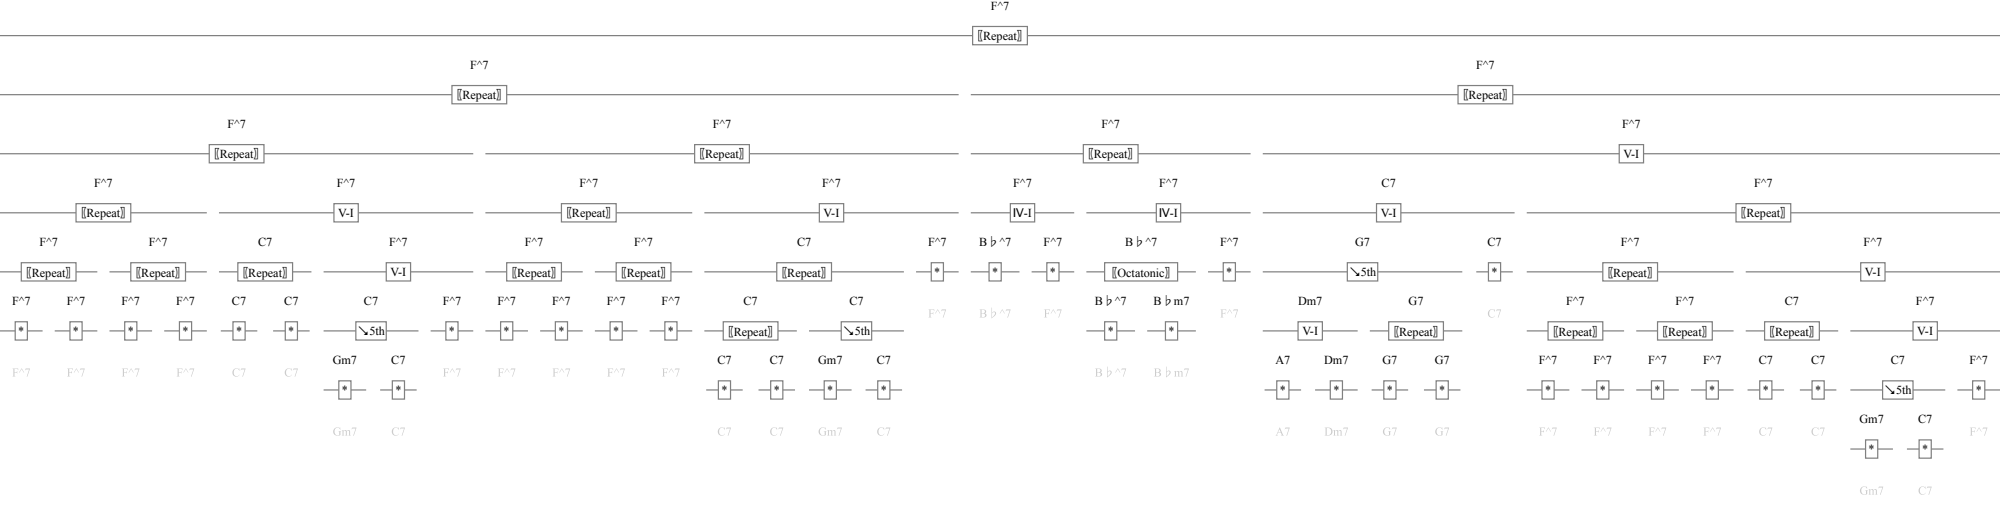 F^7
⟦Repeat⟧
F^7 F^7
⟦Repeat⟧ ⟦Repeat⟧
F^7 F^7 F^7 F^7
⟦Repeat⟧ ⟦Repeat⟧ ⟦Repeat⟧ V-I
F^7 F^7 F^7 F^7 F^7 F^7 C7 F^7
⟦Repeat⟧ V-I ⟦Repeat⟧ V-I Ⅳ-I Ⅳ-I V-I ⟦Repeat⟧
F^7 F^7 C7 F^7 F^7 F^7 C7 F^7 B♭^7 F^7 B♭^7 F^7 G7 C7 F^7 F^7
⟦Repeat⟧ ⟦Repeat⟧ ⟦Repeat⟧ V-I ⟦Repeat⟧ ⟦Repeat⟧ ⟦Repeat⟧ * * * ⟦Octatonic⟧ * ↘5th * ⟦Repeat⟧ V-I
F^7 F^7 F^7 F^7 C7 C7 C7 F^7 F^7 F^7 F^7 F^7 C7 C7 F^7 B♭^7 F^7 B♭^7 B♭m7 F^7 Dm7 G7 C7 F^7 F^7 C7 F^7
* * * * * * ↘5th * * * * * ⟦Repeat⟧ ↘5th * * V-I ⟦Repeat⟧ ⟦Repeat⟧ ⟦Repeat⟧ ⟦Repeat⟧ V-I
F^7 F^7 F^7 F^7 C7 C7 Gm7 C7 F^7 F^7 F^7 F^7 F^7 C7 C7 Gm7 C7 B♭^7 B♭m7 A7 Dm7 G7 G7 F^7 F^7 F^7 F^7 C7 C7 C7 F^7
* * * * * * * * * * * * * * * * ↘5th *
Gm7 C7 C7 C7 Gm7 C7 A7 Dm7 G7 G7 F^7 F^7 F^7 F^7 C7 C7 Gm7 C7 F^7
* *
Gm7 C7